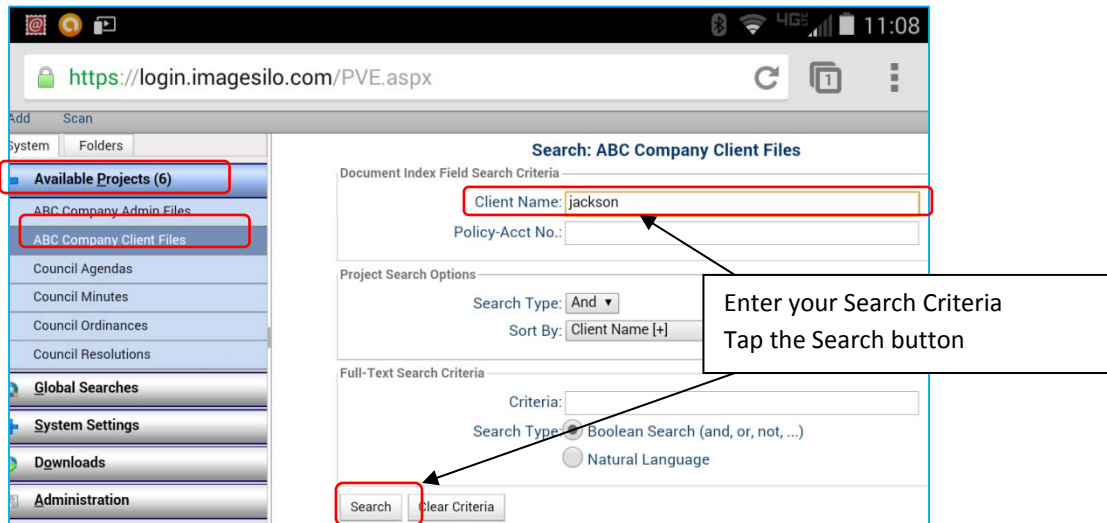 4G LTE 11:08
https://login.imagesilo.com/PVE.aspx 1
Add Scan
System Folders
Available Projects (6)
ABC Company Admin Files
ABC Company Client Files
Council Agendas
Council Minutes
Council Ordinances
Council Resolutions
Global Searches
System Settings
Downloads
Administration
Search: ABC Company Client Files
Document Index Field Search Criteria
Client Name: jackson
Policy-Acct No.:
Project Search Options
Search Type: And
Sort By: Client Name [+]
Full-Text Search Criteria
Criteria:
Search Type: Boolean Search (and, or, not, ...)
Natural Language
Search Clear Criteria
Enter your Search Criteria
Tap the Search button